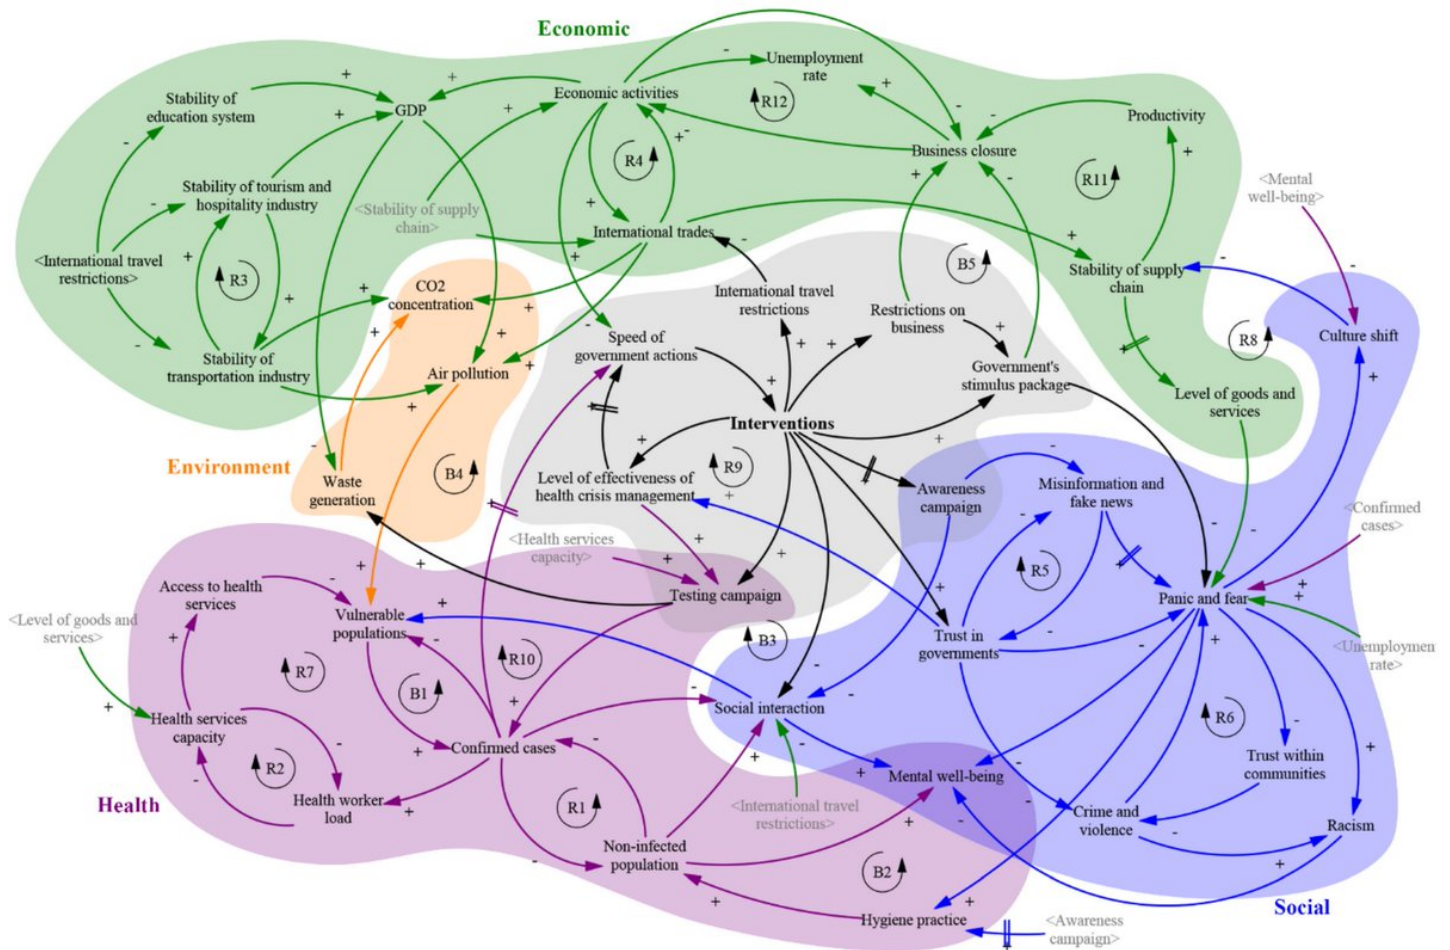 Economic
Unemployment
rate
Economic activities
R12
Stability of
education system
GDP
Productivity
Business closure
R4
R11
<Mental
well-being>
Stability of tourism and
hospitality industry
<Stability of supply
chain>
International trades
<International travel
restrictions>
R3
B5
Stability of supply
chain
CO2
concentration
International travel
restrictions
Restrictions on
business
Culture shift
R8
Speed of
government actions
Stability of
transportation industry
Air pollution
Government's
stimulus package
Level of goods and
services
Interventions
Environment
B4
R9
Waste
generation
Level of effectiveness of
health crisis management
Awareness
campaign
Misinformation and
fake news
<Confirmed
cases>
<Health services
capacity>
R5
Access to health
services
Testing campaign
Panic and fear
<Level of goods and
services>
Vulnerable
populations
B3
Trust in
governments
<Unemploymen
rate>
R7
R10
B1
Social interaction
R6
Health services
capacity
Confirmed cases
R2
Trust within
communities
Mental well-being
Health
Health worker
load
R1
<International travel
restrictions>
Crime and
violence
Racism
Non-infected
population
B2
Hygiene practice
Social
<Awareness
campaign>